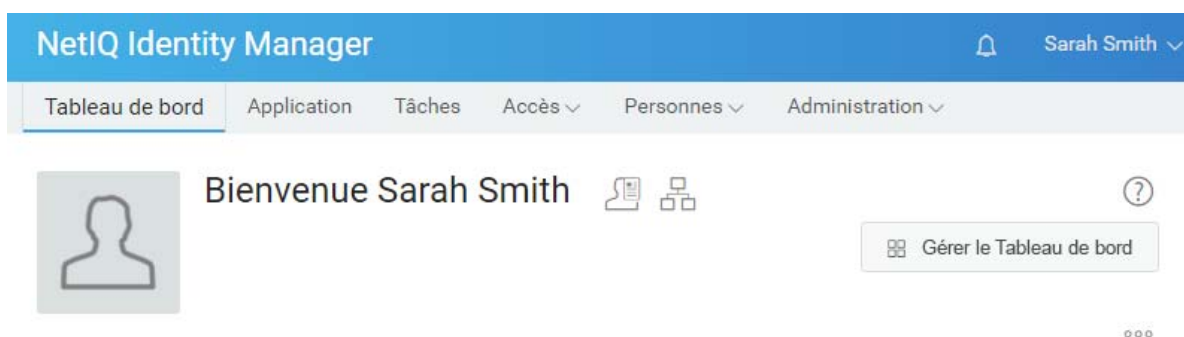 NetIQ Identity Manager
Sarah Smith
Tableau de bord Application Tâches Accès Personnes Administration
Bienvenue Sarah Smith
?
Gérer le Tableau de bord